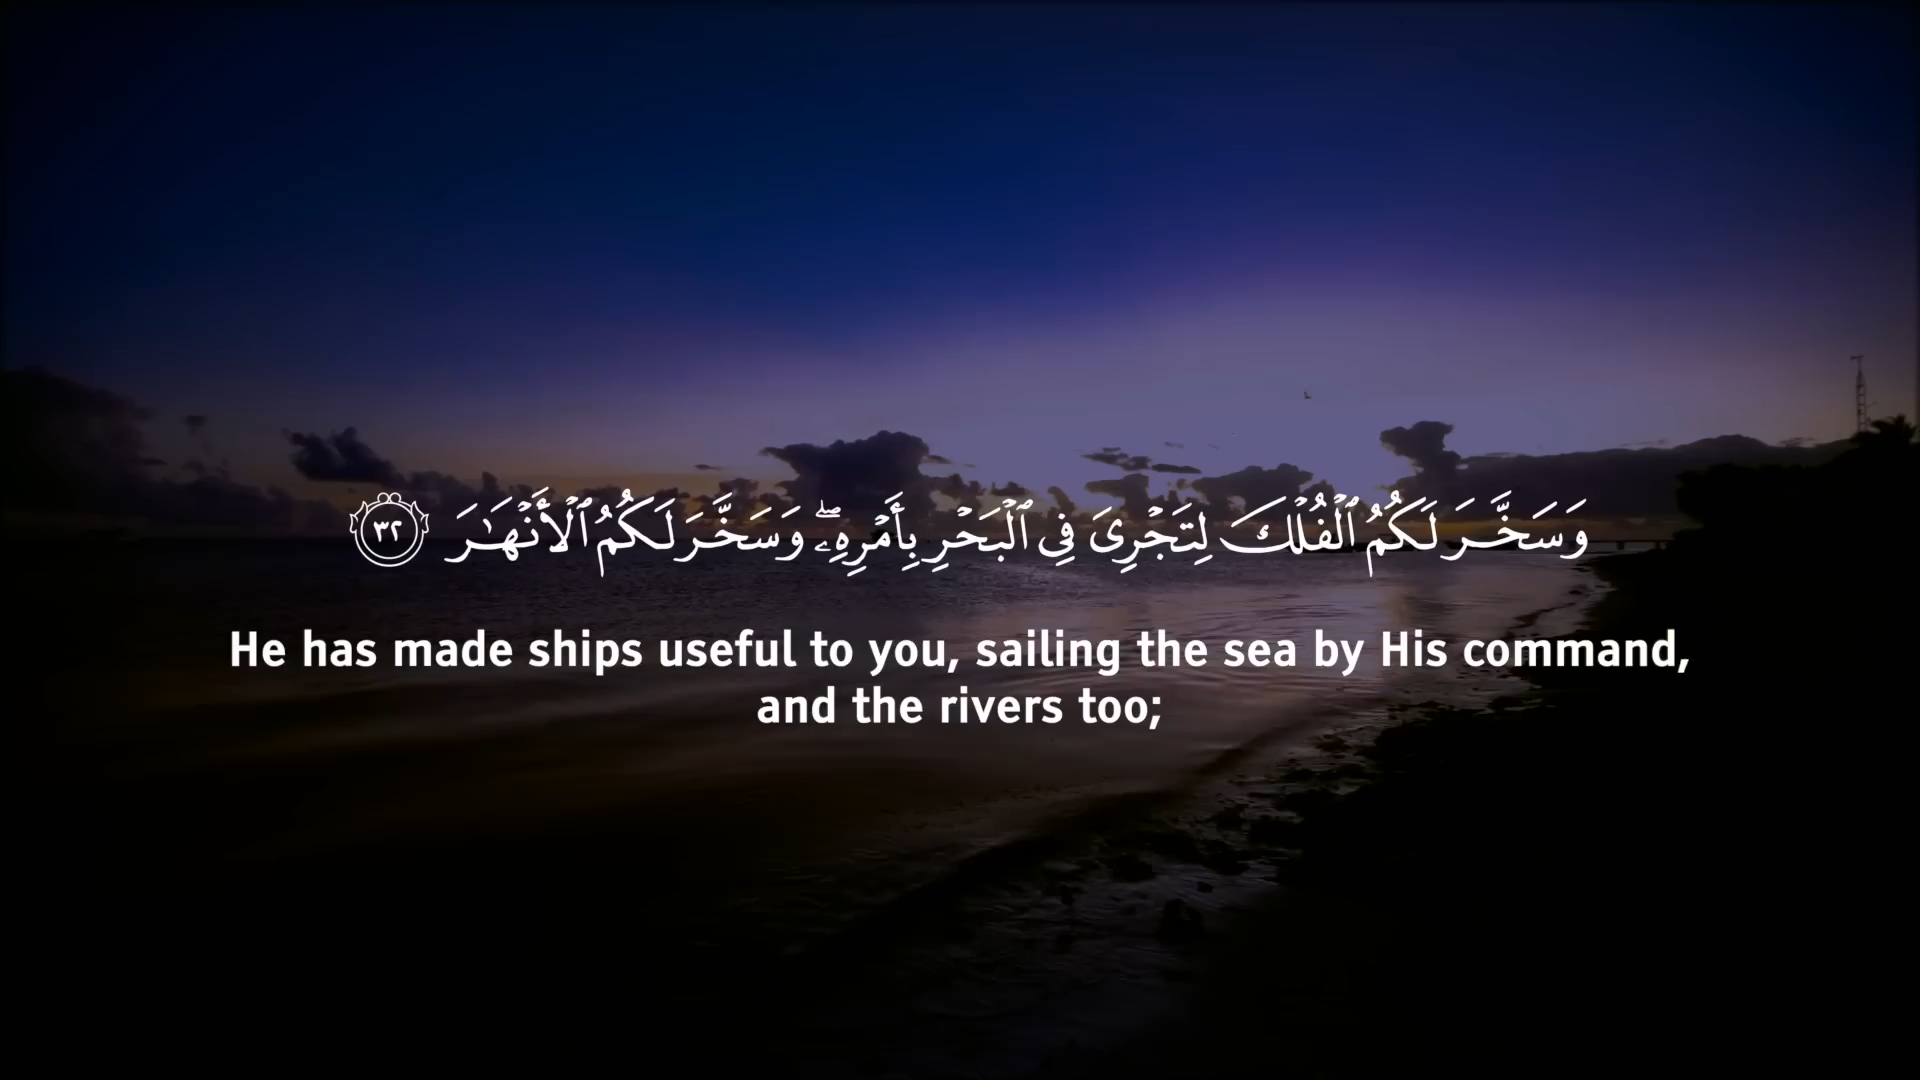 وَسَخَّرَ لَكُمُ ٱلْفُلْكَ لِتَجْرِىَ فِى ٱلْبَحْرِ بِأَمْرِهِۦ ۖ وَسَخَّرَ لَكُمُ ٱلْأَنْهَـٰرَ ٣٢
He has made ships useful to you, sailing the sea by His command,
and the rivers too;